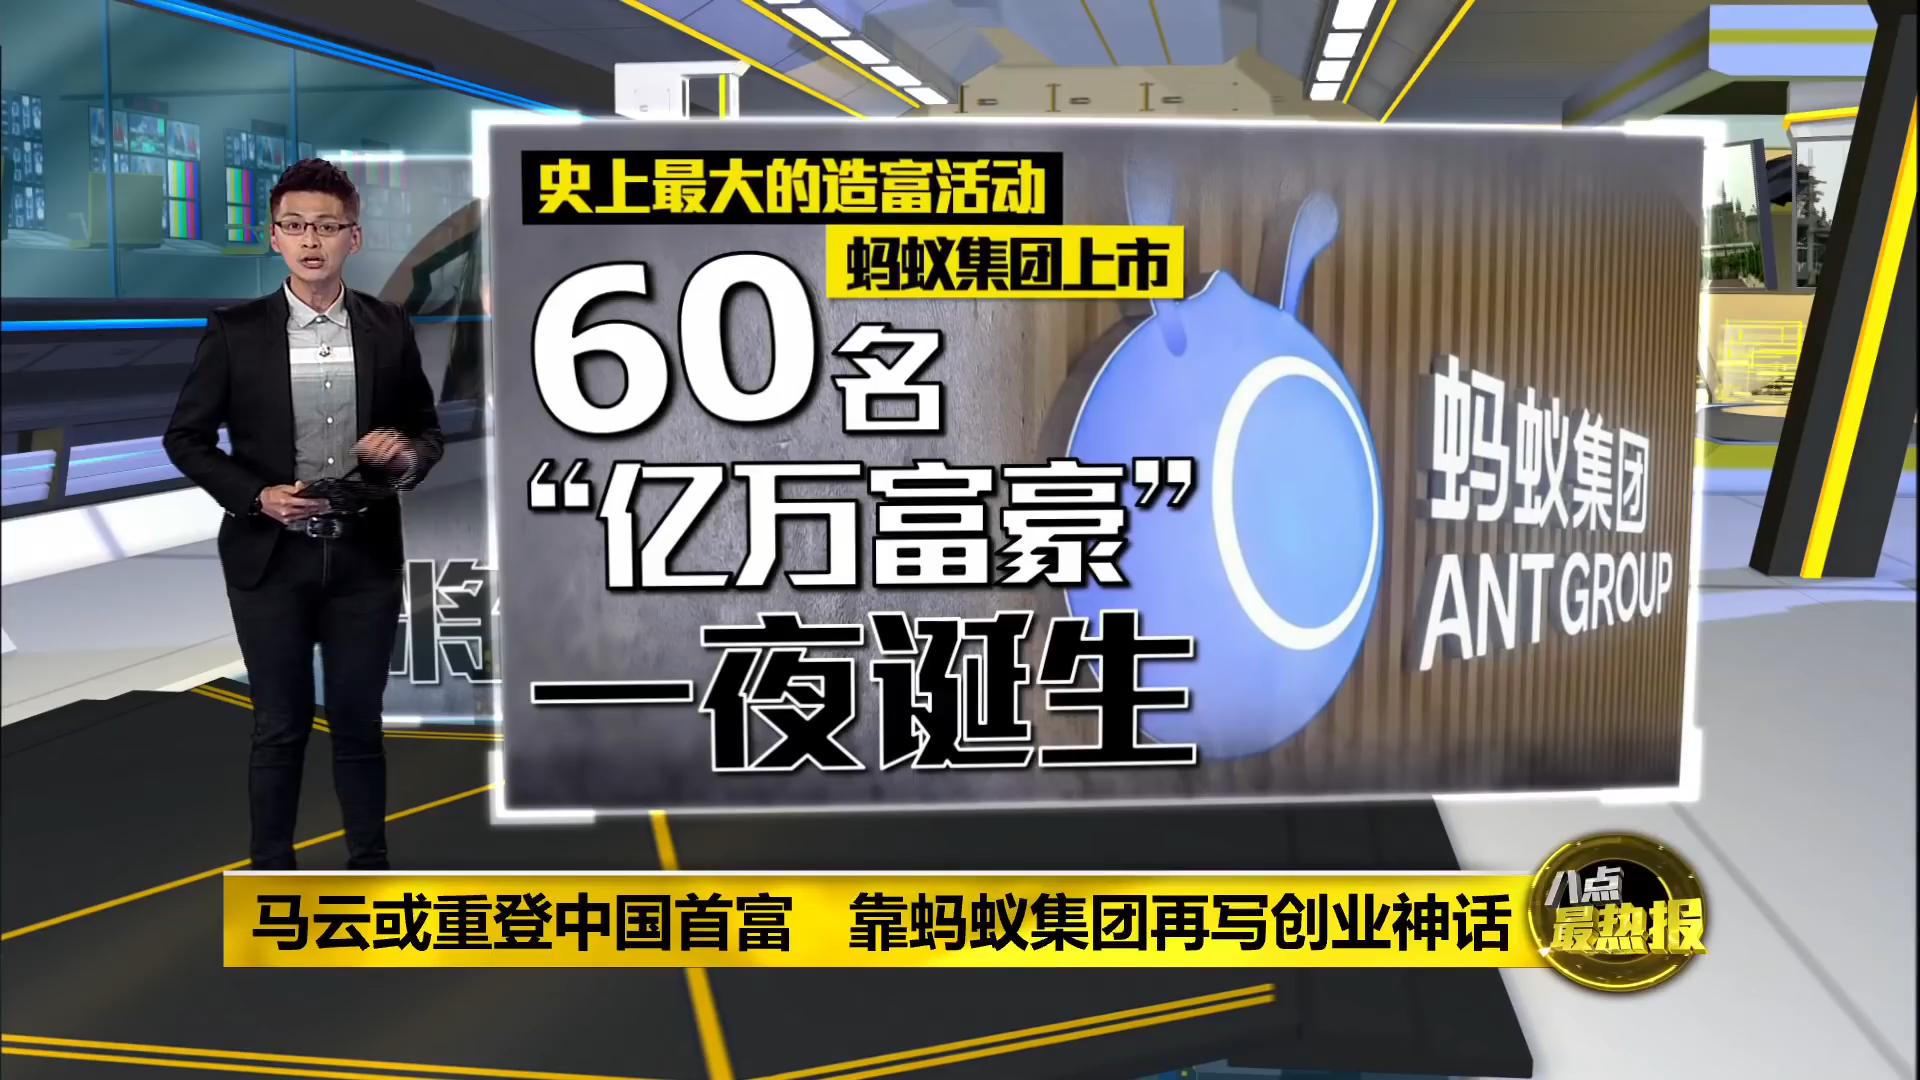 史上最大的造富活动
蚂蚁集团上市
60名
“亿万富豪”
一夜诞生
蚂蚁集团
ANT GROUP
将
马云或重登中国首富 靠蚂蚁集团再写创业神话
八点
最热报